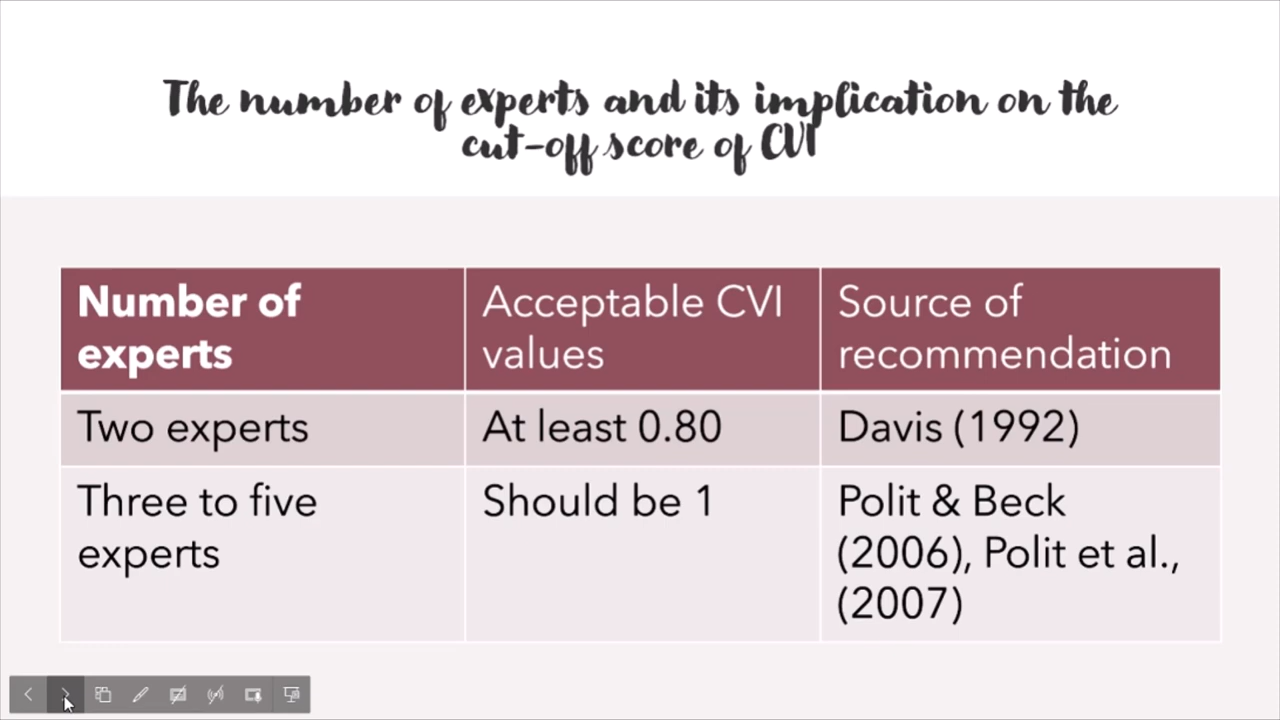 The number of experts and its implication on the
cut-off score of CVI
Number of
experts
Acceptable CVI
values
Source of
recommendation
Two experts
At least 0.80
Davis (1992)
Three to five
experts
Should be 1
Polit & Beck
(2006), Polit et al.,
(2007)